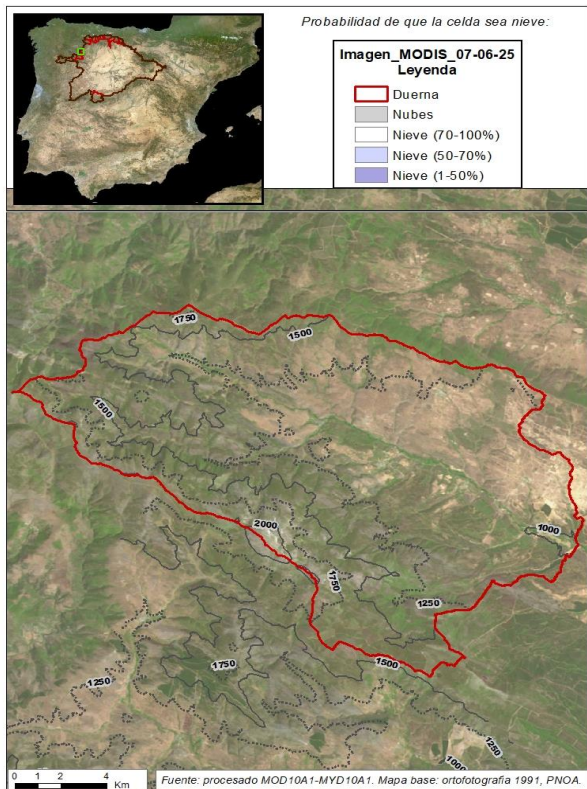 Probabilidad de que la celda sea nieve:
Imagen_MODIS_07-06-25
Leyenda
Duerna
Nubes
Nieve (70-100%)
Nieve (50-70%)
Nieve (1-50%)
1750
1500
1500
2000
1000
1750
1250
1500
1750
1250
1250
1000
0 1 2 4
Km
Fuente: procesado MOD10A1-MYD10A1. Mapa base: ortofotografia 1991, PNOA.